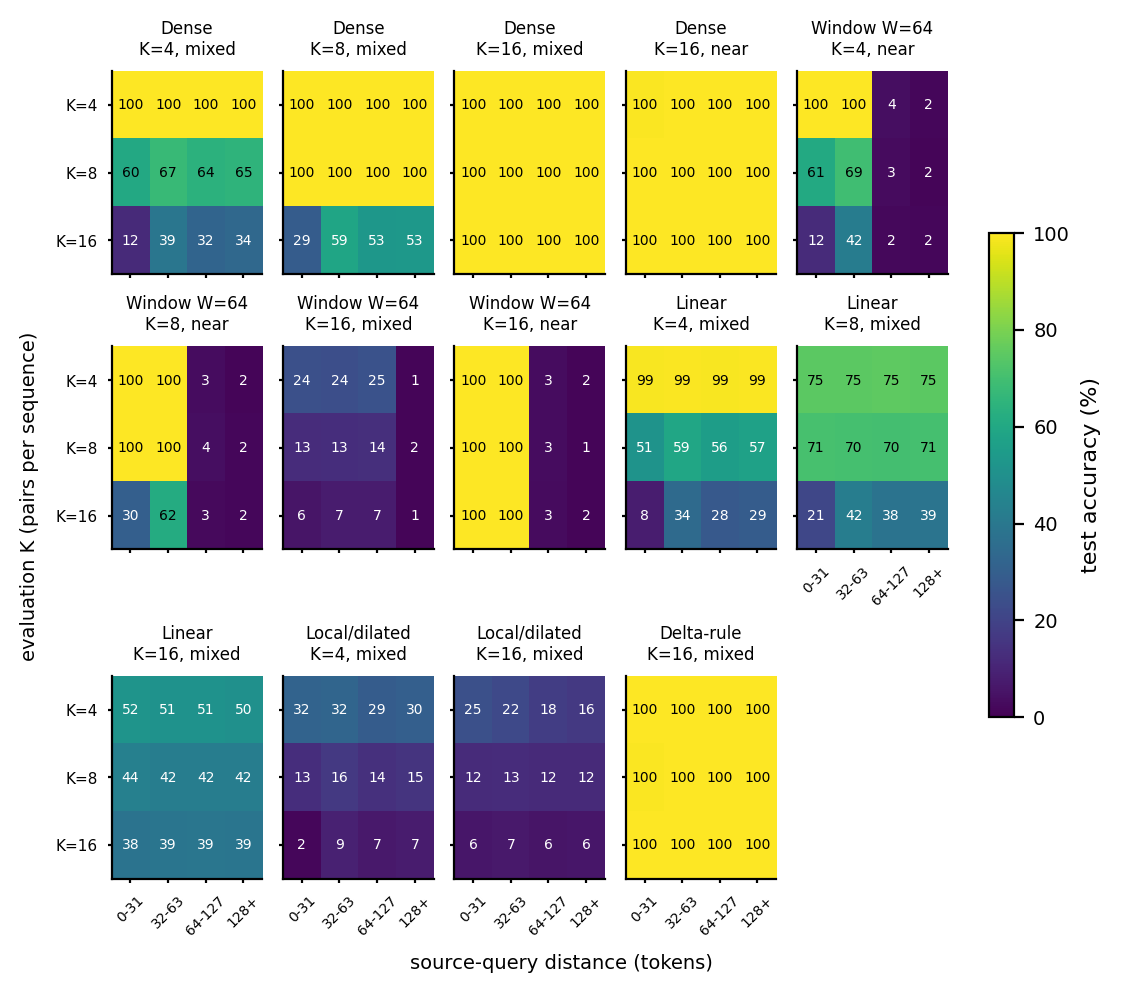 Dense
K=4, mixed
Dense
K=8, mixed
Dense
K=16, mixed
Dense
K=16, near
Window W=64
K=4, near
K=4
100 100 100 100
100 100 100 100
100 100 100 100
100 100 100 100
100 100 4 2
K=8
60 67 64 65
100 100 100 100
100 100 100 100
100 100 100 100
61 69 3 2
K=16
12 39 32 34
29 59 53 53
100 100 100 100
100 100 100 100
12 42 2 2
Window W=64
K=8, near
Window W=64
K=16, mixed
Window W=64
K=16, near
Linear
K=4, mixed
Linear
K=8, mixed
K=4
100 100 3 2
24 24 25 1
100 100 3 2
99 99 99 99
75 75 75 75
K=8
100 100 4 2
13 13 14 2
100 100 3 1
51 59 56 57
71 70 70 71
K=16
30 62 3 2
6 7 7 1
100 100 3 2
8 34 28 29
21 42 38 39
0-31 32-63 64-127 128+
Linear
K=16, mixed
Local/dilated
K=4, mixed
Local/dilated
K=16, mixed
Delta-rule
K=16, mixed
K=4
52 51 51 50
32 32 29 30
25 22 18 16
100 100 100 100
K=8
44 42 42 42
13 16 14 15
12 13 12 12
100 100 100 100
K=16
38 39 39 39
2 9 7 7
6 7 6 6
100 100 100 100
0-31 32-63 64-127 128+
0-31 32-63 64-127 128+
0-31 32-63 64-127 128+
0-31 32-63 64-127 128+
source-query distance (tokens)
evaluation K (pairs per sequence)
100
80
60
40
20
0
test accuracy (%)